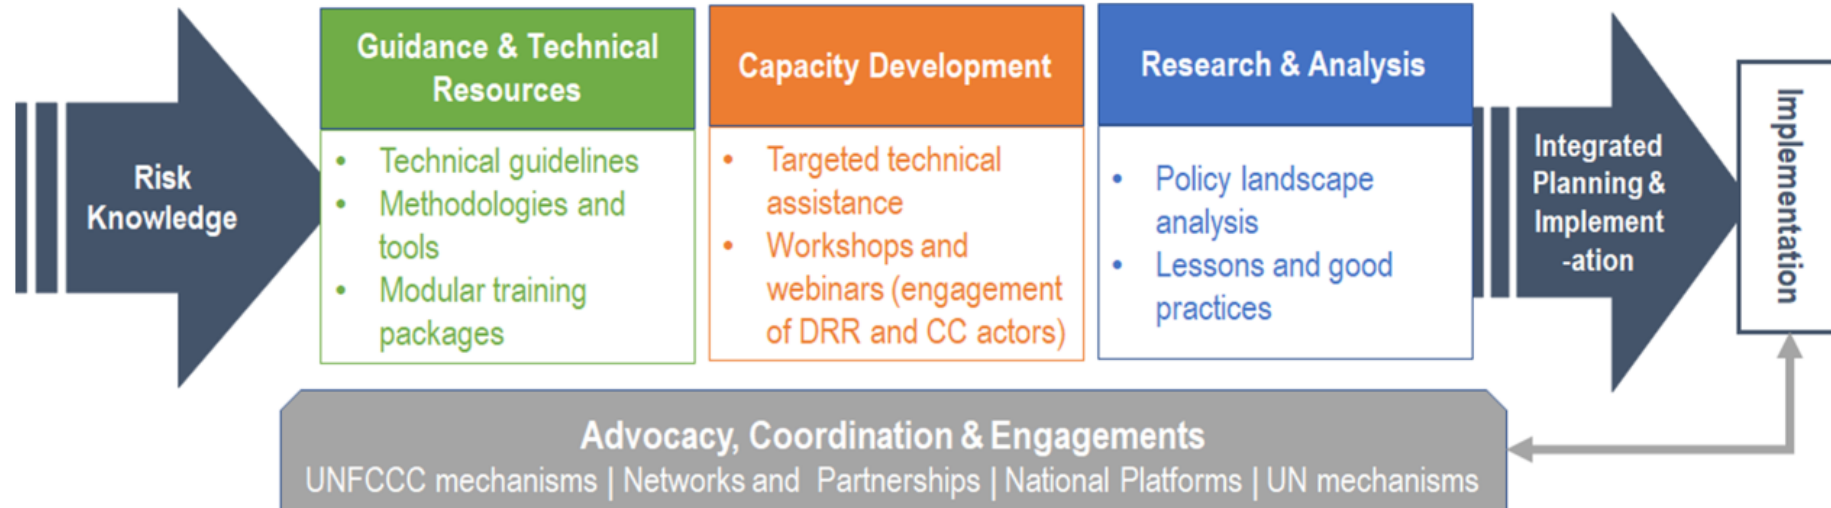 Risk
Knowledge
Guidance & Technical
Resources
• Technical guidelines
• Methodologies and
tools
• Modular training
packages
Capacity Development
• Targeted technical
assistance
• Workshops and
webinars (engagement
of DRR and CC actors)
Research & Analysis
• Policy landscape
analysis
• Lessons and good
practices
Integrated
Planning &
Implement
-ation
Implementation
Advocacy, Coordination & Engagements
UNFCCC mechanisms | Networks and Partnerships | National Platforms | UN mechanisms